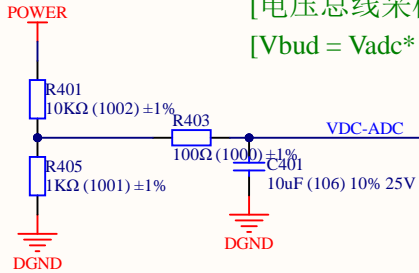 POWER
[电压总线采样
[Vbud = Vadc*
R401
10KΩ (1002) ±1%
R403
100Ω (1000) ±1%
VDC-ADC
R405
1KΩ (1001) ±1%
C401
10uF (106) 10% 25V
DGND
DGND